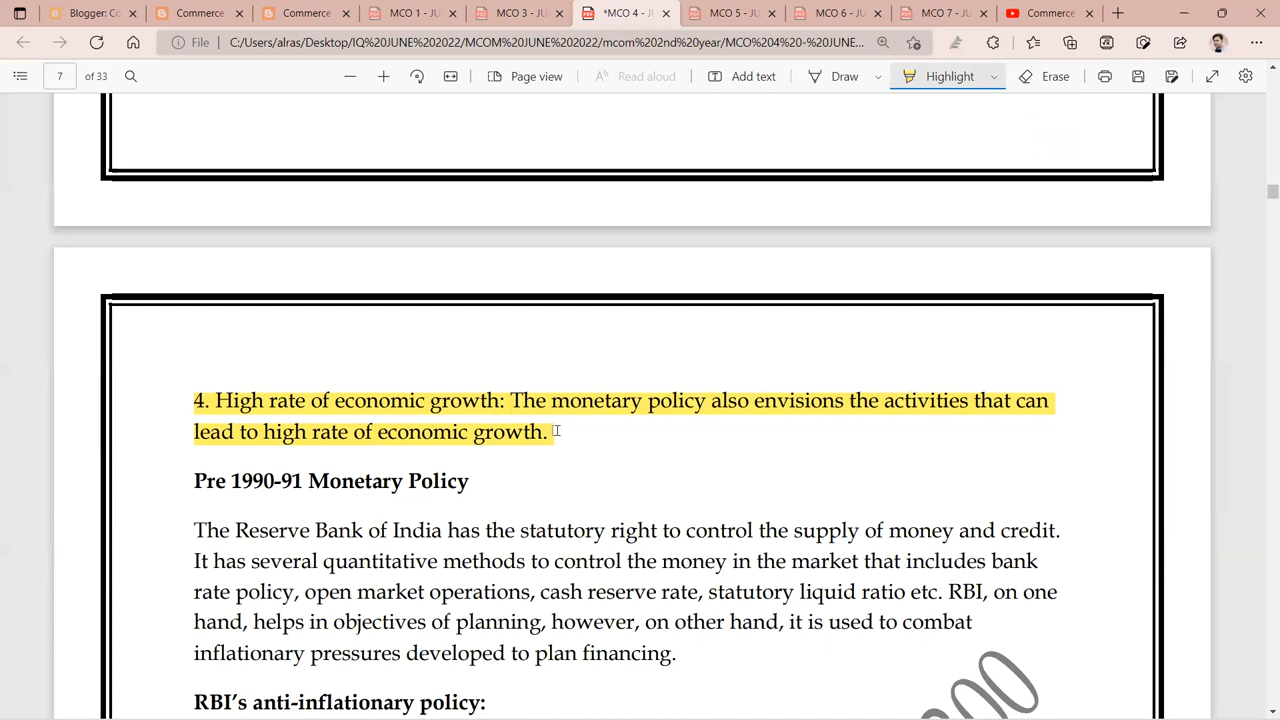 Blogger: Co
Commerce
Commerce
MCO 1 - JU
MCO 3 - JU
*MCO 4 - JU
MCO 5 - JU
MCO 6 - JU
MCO 7 - JU
Commerce
File
C:/Users/alras/Desktop/IQ%20JUNE%202022/MCOM%20JUNE%202022/mcom%202nd%20year/MCO%204%20-%20JUNE...
7 of 33
Page view
Read aloud
Add text
Draw
Highlight
Erase
4. High rate of economic growth: The monetary policy also envisions the activities that can
lead to high rate of economic growth.
Pre 1990-91 Monetary Policy
The Reserve Bank of India has the statutory right to control the supply of money and credit.
It has several quantitative methods to control the money in the market that includes bank
rate policy, open market operations, cash reserve rate, statutory liquid ratio etc. RBI, on one
hand, helps in objectives of planning, however, on other hand, it is used to combat
inflationary pressures developed to plan financing.
RBI's anti-inflationary policy: